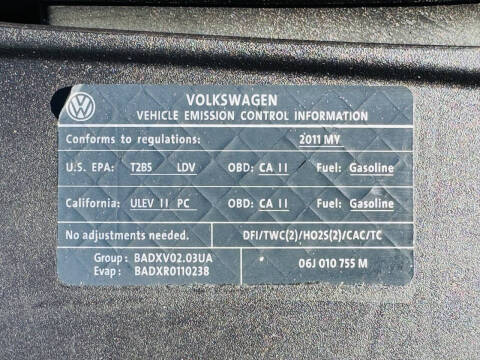 VOLKSWAGEN
VEHICLE EMISSION CONTROL INFORMATION
Conforms to regulations: 2011 MY
U.S. EPA: T2B5 LDV OBD: CA II Fuel: Gasoline
California: ULEV II PC OBD: CA II Fuel: Gasoline
No adjustments needed. DFI/TWC(2)/HO2S(2)/CAC/TC
Group: BADXV02.03UA
Evap: BADXR0110238
06J 010 755 M